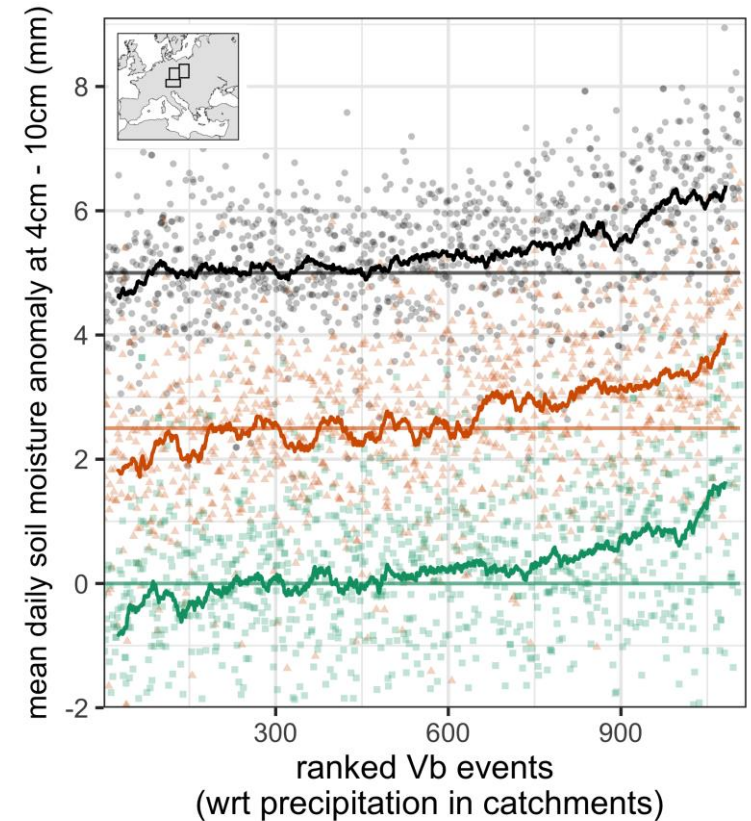 mean daily soil moisture anomaly at 4cm - 10cm (mm)
8
6
4
2
0
-2
300 600 900
ranked Vb events
(wrt precipitation in catchments)